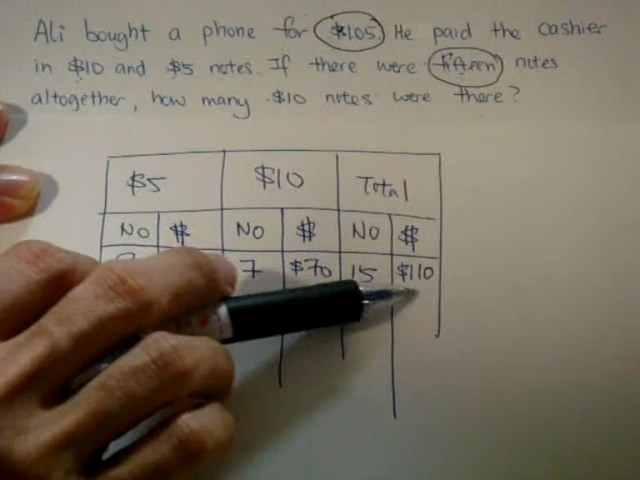 Ali bought a phone for $105. He paid the cashier
in $10 and $5 notes. If there were fifteen notes
altogether, how many $10 notes were there?
$5 $10 Total
NO $ NO $ NO $
7 $70 15 $110